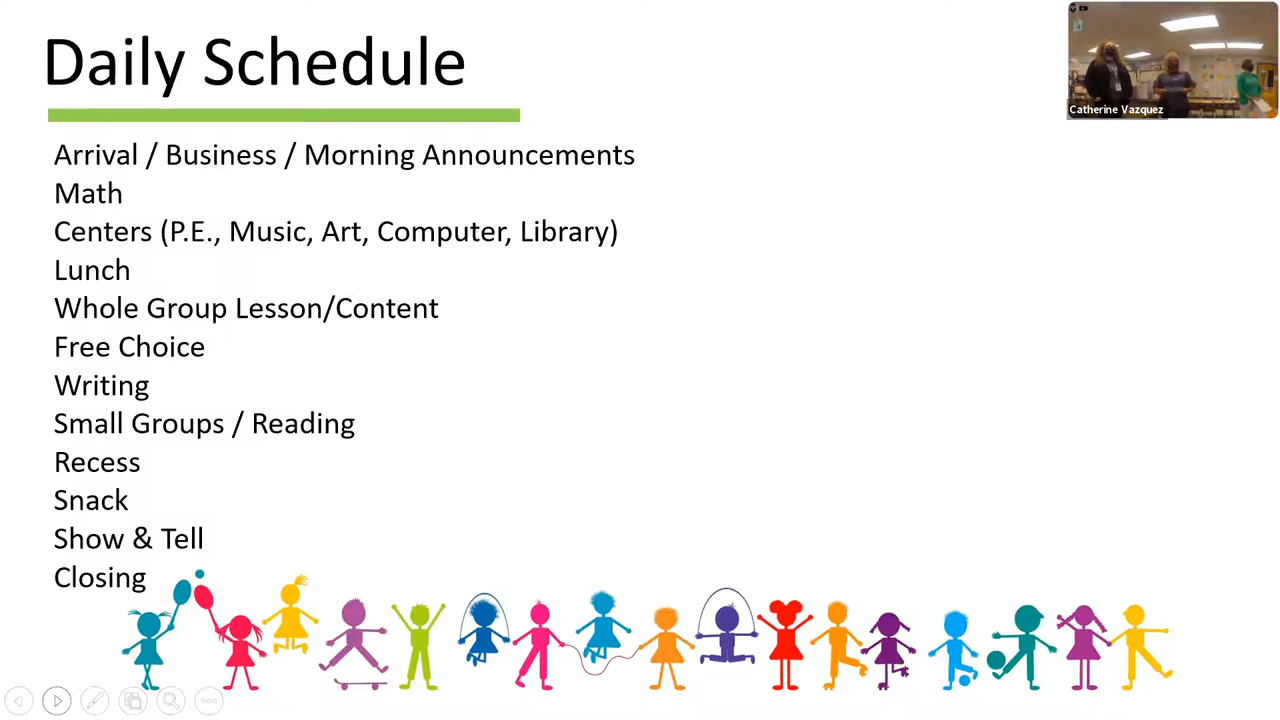 Daily Schedule
Catherine Vazquez
Arrival / Business / Morning Announcements
Math
Centers (P.E., Music, Art, Computer, Library)
Lunch
Whole Group Lesson/Content
Free Choice
Writing
Small Groups / Reading
Recess
Snack
Show & Tell
Closing